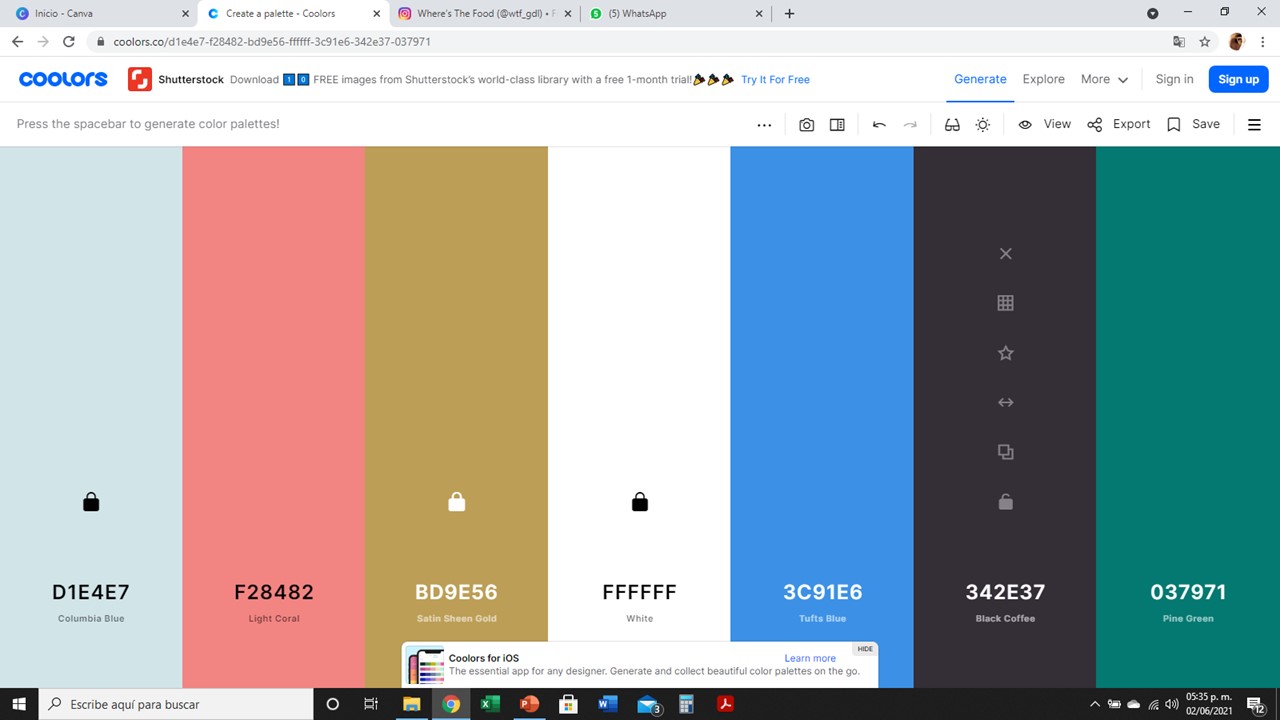 Inicio - Canva
Create a palette - Coolors
Where's The Food (@wtf_gdl) •
(5) WhatsApp
coolors.co/d1e4e7-f28482-bd9e56-ffffff-3c91e6-342e37-037971
coolors
Shutterstock Download 1️⃣0️⃣ FREE images from Shutterstock's world-class library with a free 1-month trial! Try It For Free
Generate
Explore
More
Sign in
Sign up
Press the spacebar to generate color palettes!
View
Export
Save
D1E4E7
Columbia Blue
F28482
Light Coral
BD9E56
Satin Sheen Gold
FFFFFF
White
3C91E6
Tufts Blue
342E37
Black Coffee
037971
Pine Green
HIDE
Coolors for iOS
Learn more
The essential app for any designer. Generate and collect beautiful color palettes on the go.
Escribe aquí para buscar
3
05:35 p. m.
02/06/2021
12